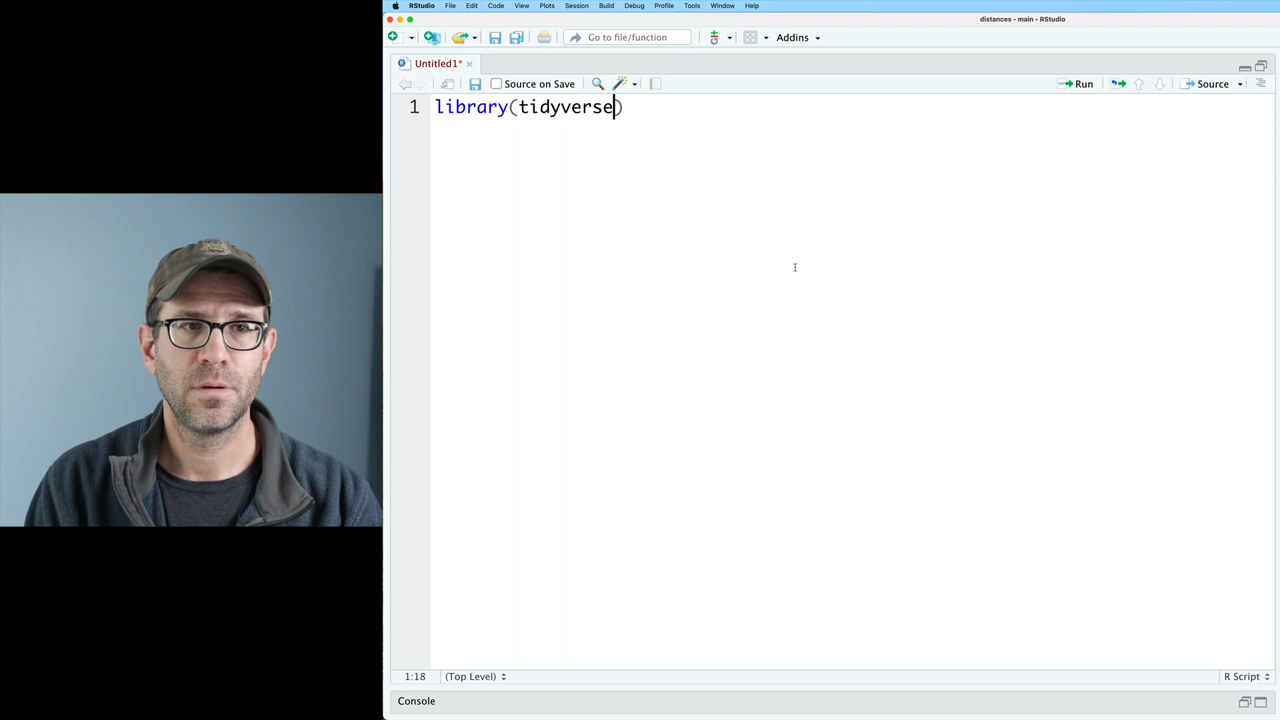 RStudio File Edit Code View Plots Session Build Debug Profile Tools Window Help
distances - main - RStudio
Go to file/function Addins
Untitled1*
Source on Save Run Source
1 library(tidyverse)
1:18 (Top Level) R Script
Console